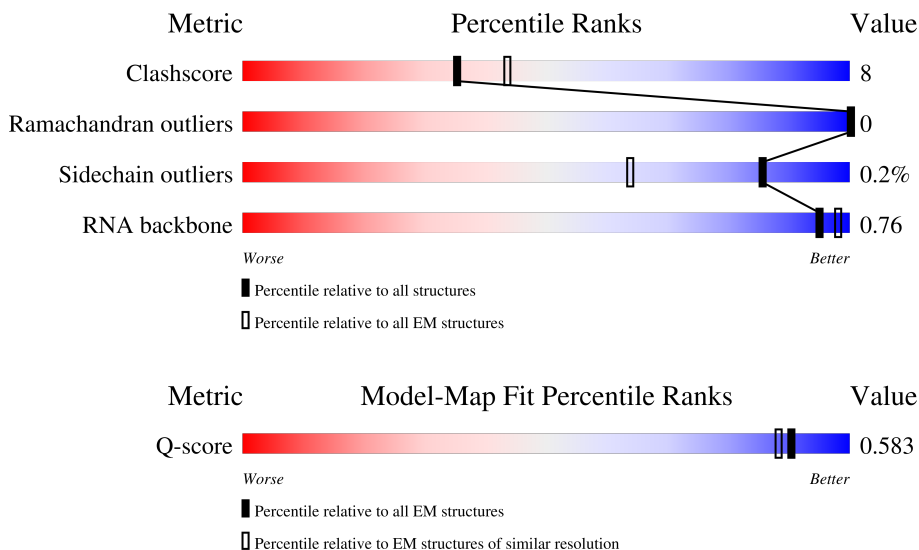 Metric Percentile Ranks Value
Clashscore 8
Ramachandran outliers 0
Sidechain outliers 0.2%
RNA backbone 0.76
Worse Better
Percentile relative to all structures
Percentile relative to all EM structures
Metric Model-Map Fit Percentile Ranks Value
Q-score 0.583
Worse Better
Percentile relative to all EM structures
Percentile relative to EM structures of similar resolution